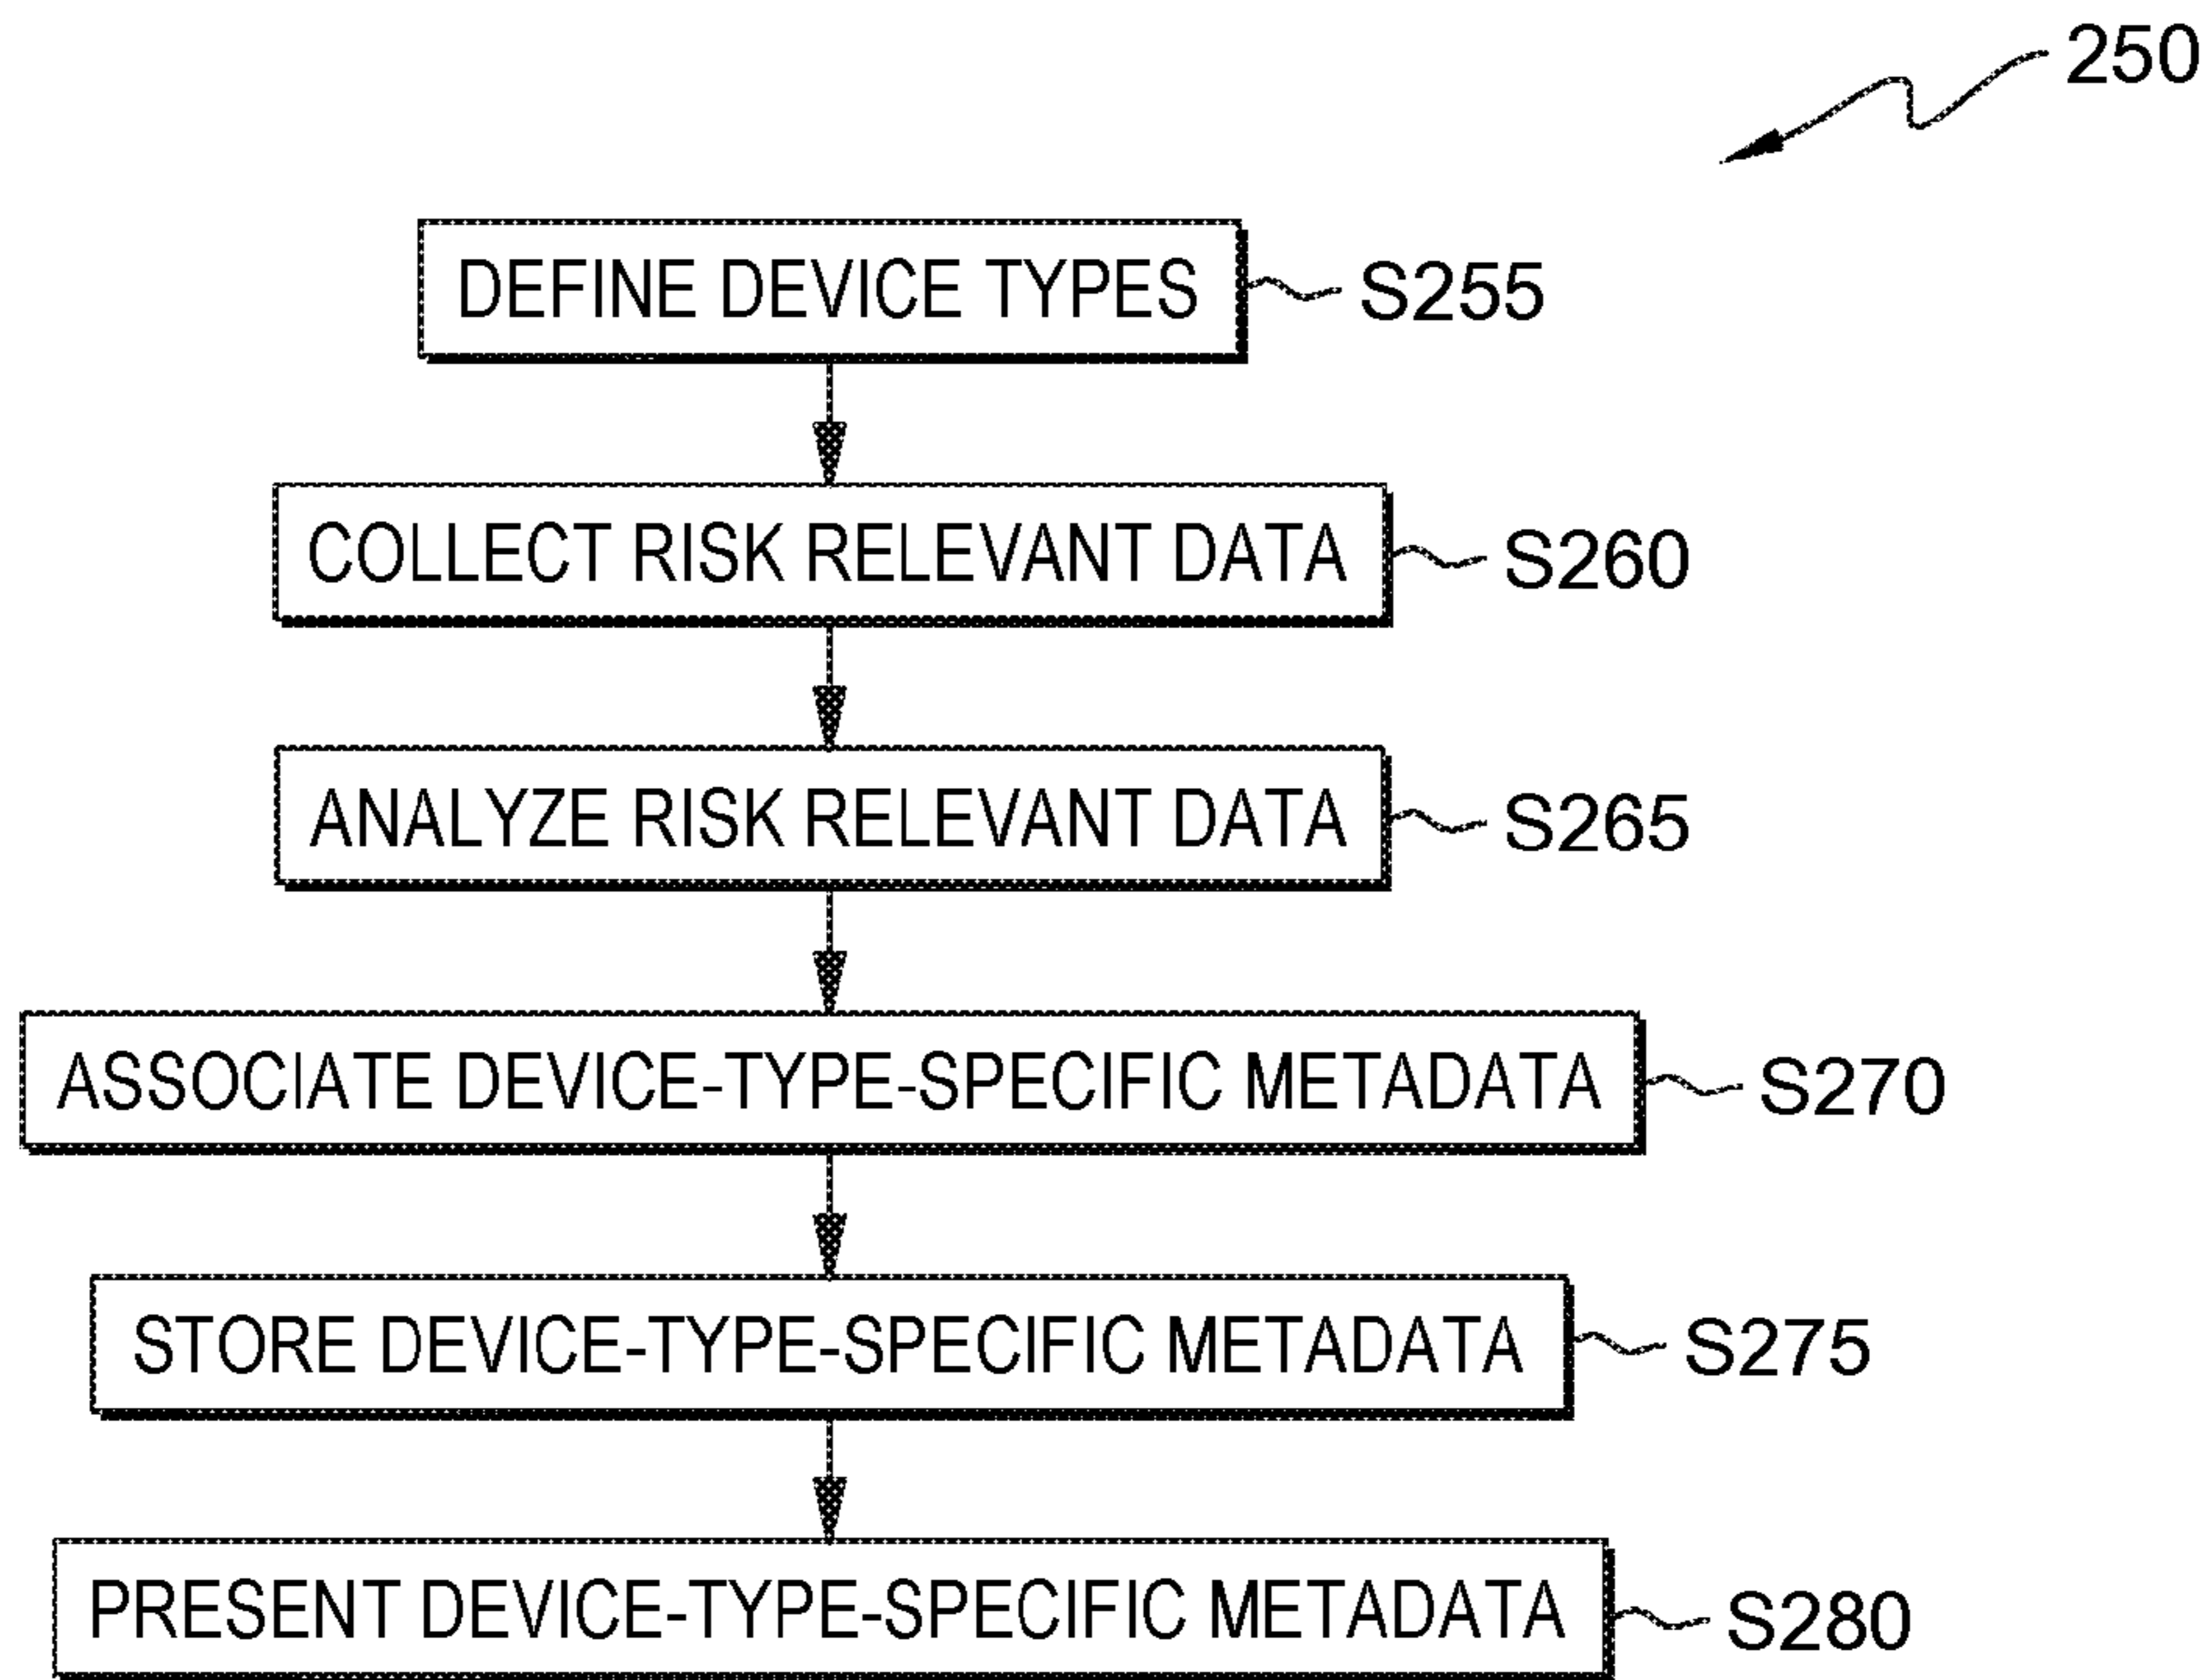 250
DEFINE DEVICE TYPES S255
COLLECT RISK RELEVANT DATA S260
ANALYZE RISK RELEVANT DATA S265
ASSOCIATE DEVICE-TYPE-SPECIFIC METADATA S270
STORE DEVICE-TYPE-SPECIFIC METADATA S275
PRESENT DEVICE-TYPE-SPECIFIC METADATA S280